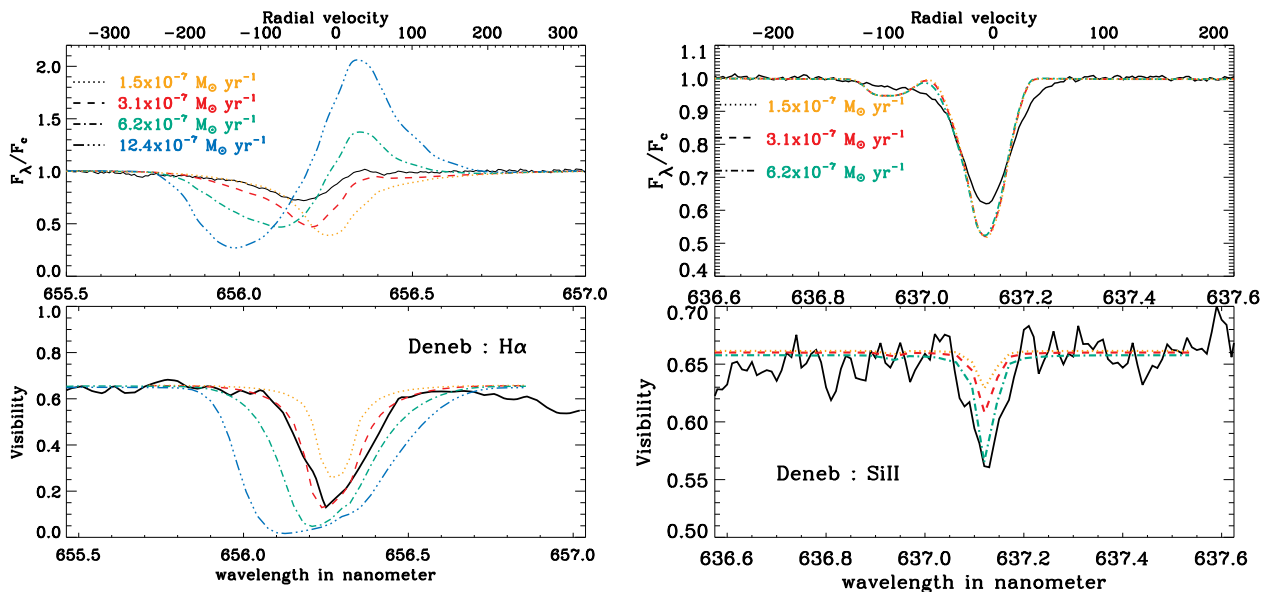 Radial velocity
-300 -200 -100 0 100 200 300
2.0
1.5
1.0
0.5
0.0
F_λ/F_c
1.5x10⁻⁷ M⊙ yr⁻¹
3.1x10⁻⁷ M⊙ yr⁻¹
6.2x10⁻⁷ M⊙ yr⁻¹
12.4x10⁻⁷ M⊙ yr⁻¹
655.5 656.0 656.5 657.0
1.0
0.8
0.6
0.4
0.2
0.0
Visibility
Deneb : Hα
655.5 656.0 656.5 657.0
wavelength in nanometer
Radial velocity
-200 -100 0 100 200
1.1
1.0
0.9
0.8
0.7
0.6
0.5
0.4
F_λ/F_c
1.5x10⁻⁷ M⊙ yr⁻¹
3.1x10⁻⁷ M⊙ yr⁻¹
6.2x10⁻⁷ M⊙ yr⁻¹
636.6 636.8 637.0 637.2 637.4 637.6
0.70
0.65
0.60
0.55
0.50
Visibility
Deneb : SiII
636.6 636.8 637.0 637.2 637.4 637.6
wavelength in nanometer